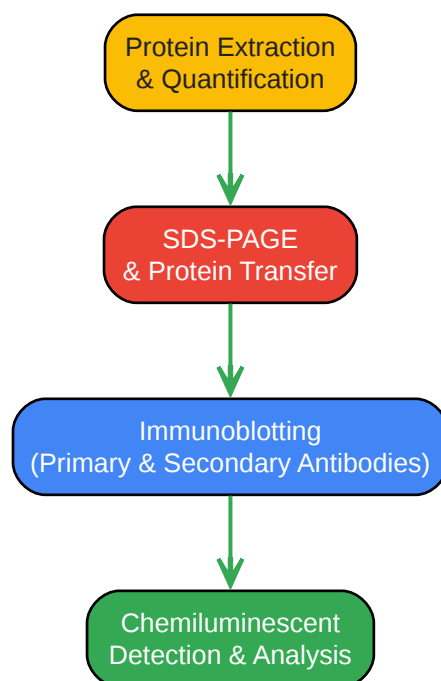 Protein Extraction
& Quantification
SDS-PAGE
& Protein Transfer
Immunoblotting
(Primary & Secondary Antibodies)
Chemiluminescent
Detection & Analysis